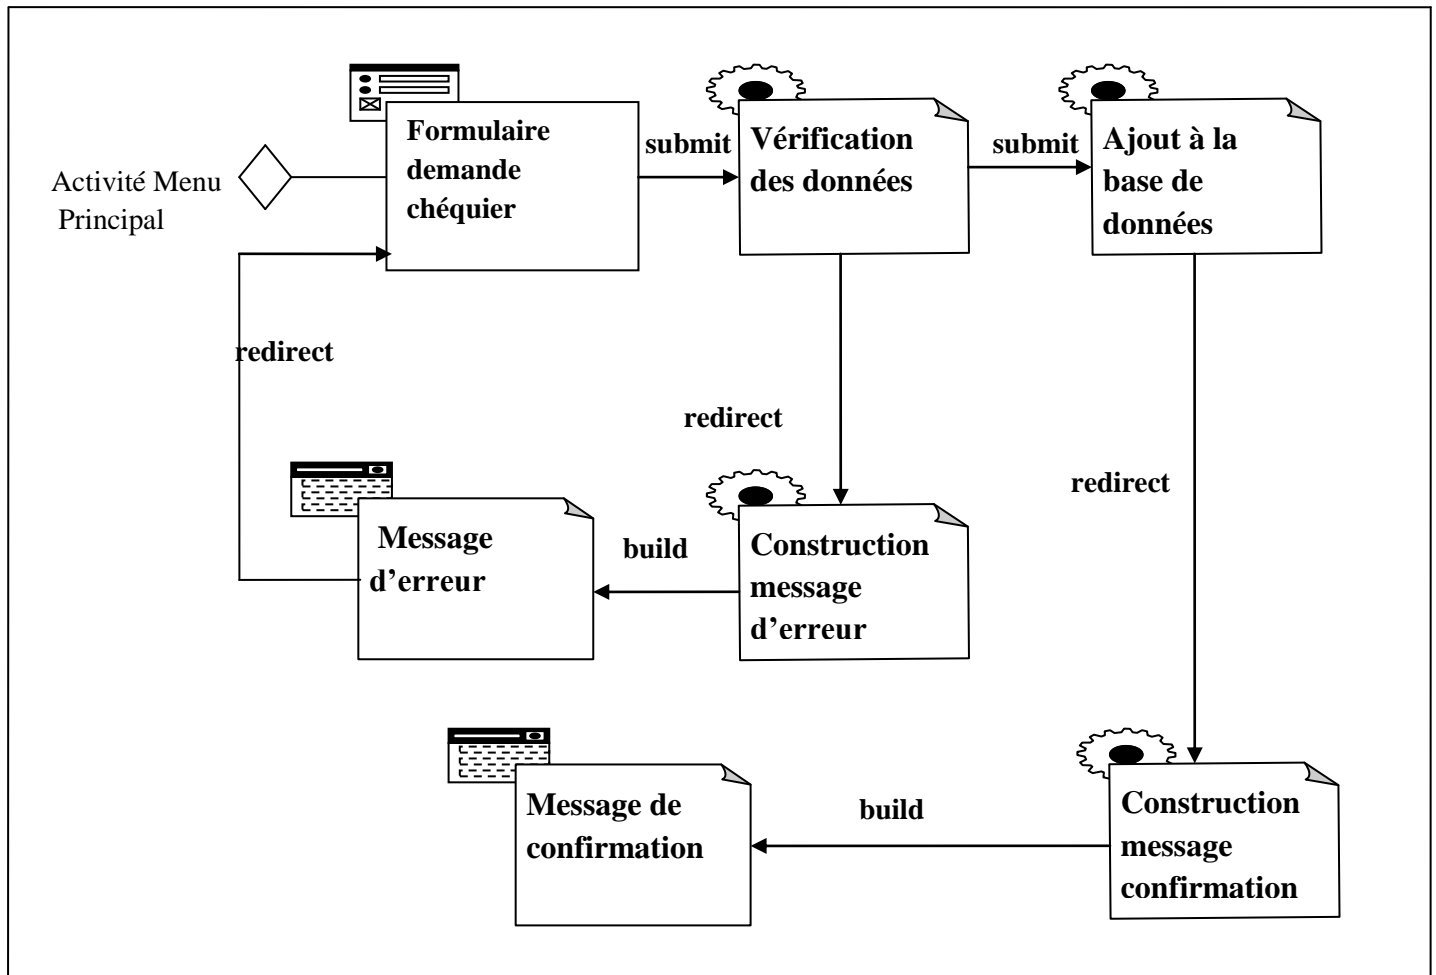 Formulaire
demande
chéquier
submit
Vérification
des données
submit
Ajout à la
base de
données
Activité Menu
Principal
redirect
redirect
redirect
Message
d’erreur
build
Construction
message
d’erreur
Message de
confirmation
build
Construction
message
confirmation